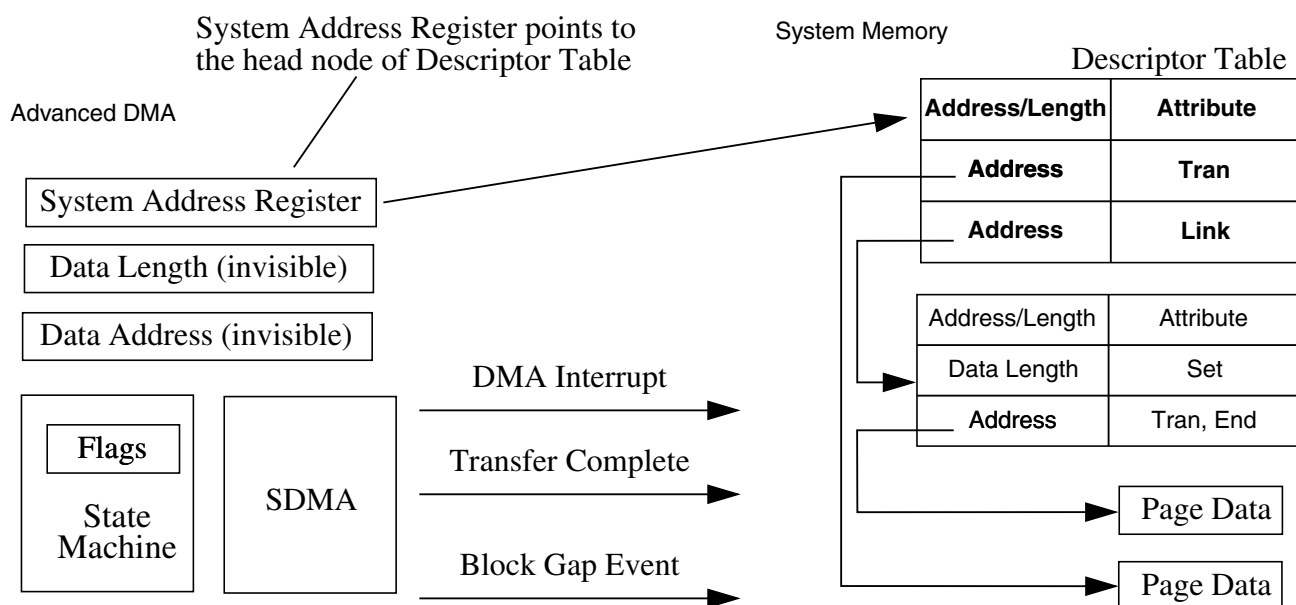 System Address Register points to
the head node of Descriptor Table
System Memory
Advanced DMA
Descriptor Table
Address/Length Attribute
Address Tran
Address Link
System Address Register
Data Length (invisible)
Data Address (invisible)
Address/Length Attribute
Data Length Set
Address Tran, End
Flags
State
Machine
SDMA
DMA Interrupt
Transfer Complete
Block Gap Event
Page Data
Page Data